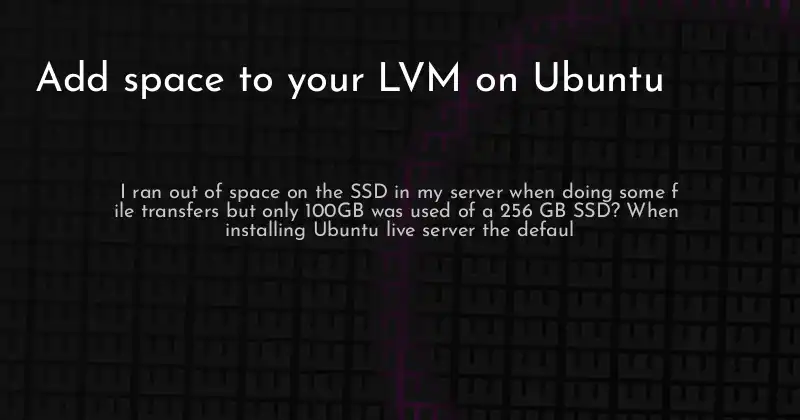 Add space to your LVM on Ubuntu
I ran out of space on the SSD in my server when doing some f
ile transfers but only 100GB was used of a 256 GB SSD? When
installing Ubuntu live server the defaul